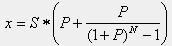 x = S * ( P + P / ( (1 + P)^N - 1 ) )